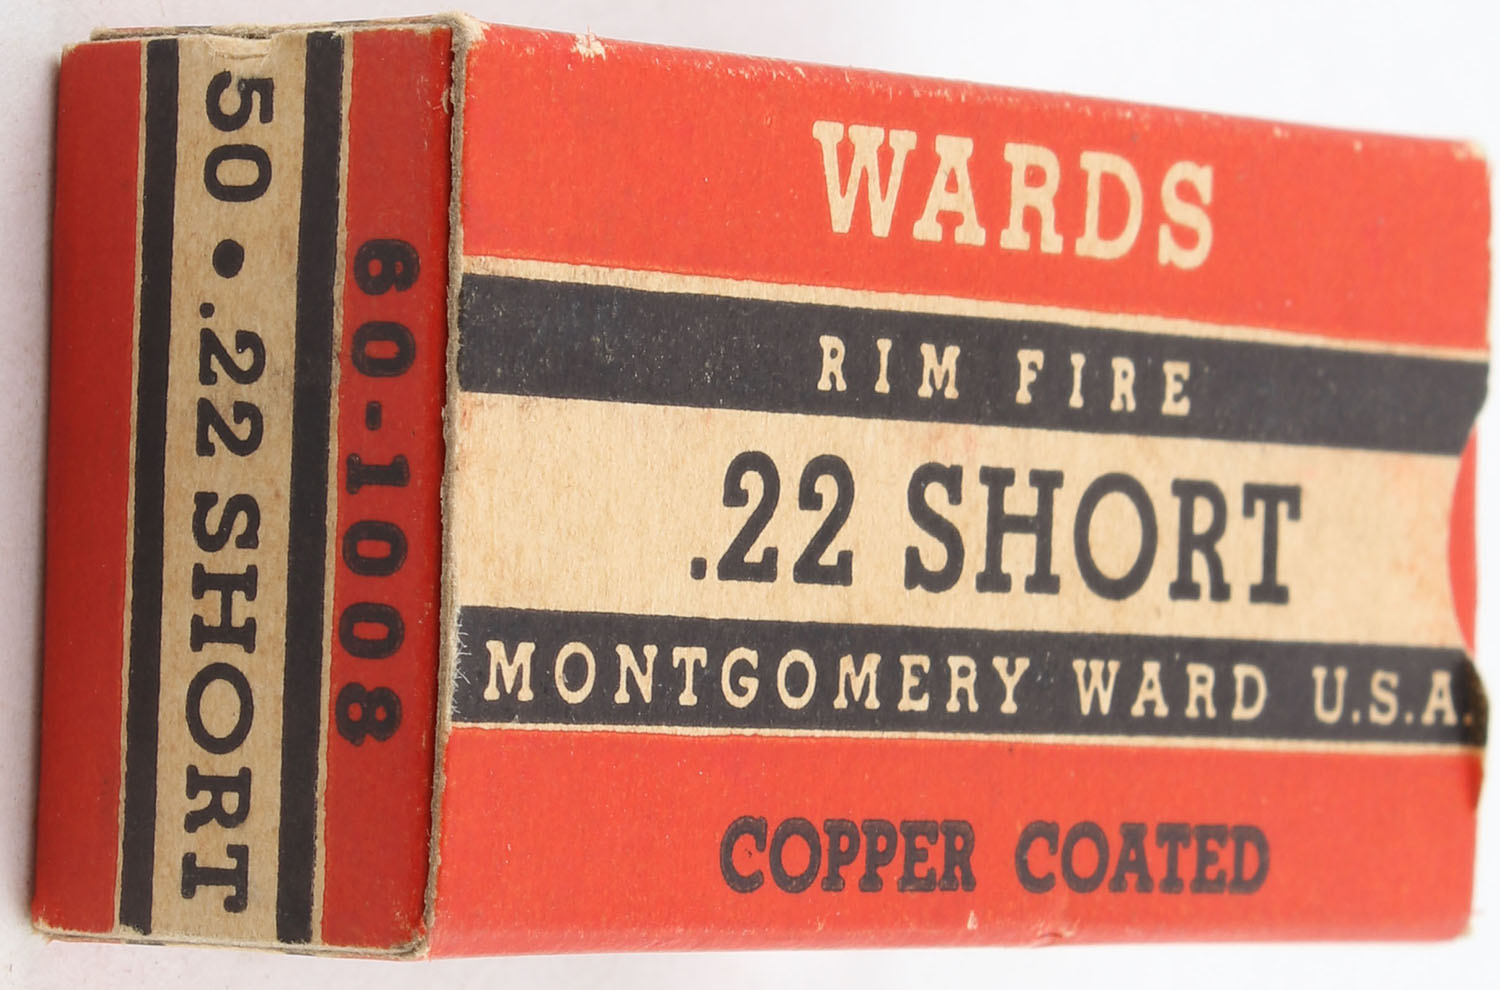 50 • .22 SHORT
60-1008
WARDS
RIM FIRE
.22 SHORT
MONTGOMERY WARD U.S.A.
COPPER COATED